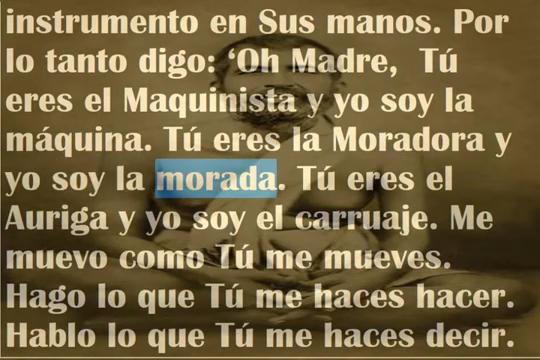 instrumento en Sus manos. Por
lo tanto digo: ‘Oh Madre, Tú
eres el Maquinista y yo soy la
máquina. Tú eres la Moradora y
yo soy la morada. Tú eres el
Auriga y yo soy el carruaje. Me
muevo como Tú me mueves.
Hago lo que Tú me haces hacer.
Hablo lo que Tú me haces decir.